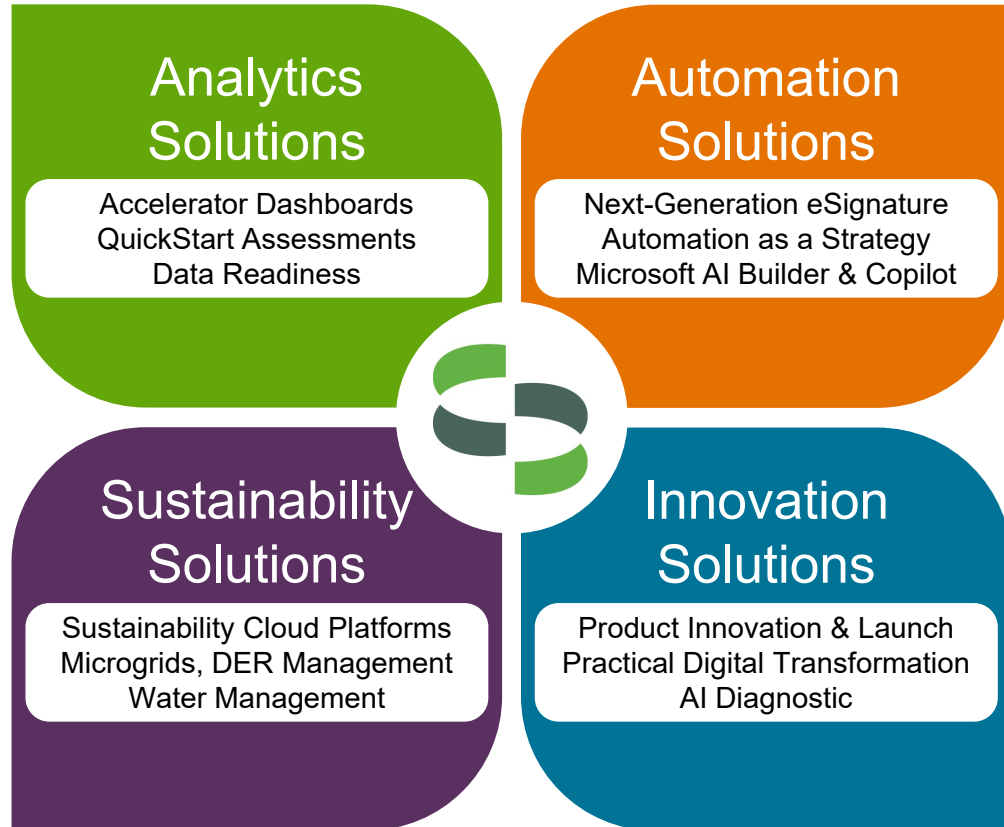 Analytics
Solutions
Accelerator Dashboards
QuickStart Assessments
Data Readiness
Automation
Solutions
Next-Generation eSignature
Automation as a Strategy
Microsoft AI Builder & Copilot
Sustainability
Solutions
Sustainability Cloud Platforms
Microgrids, DER Management
Water Management
Innovation
Solutions
Product Innovation & Launch
Practical Digital Transformation
AI Diagnostic